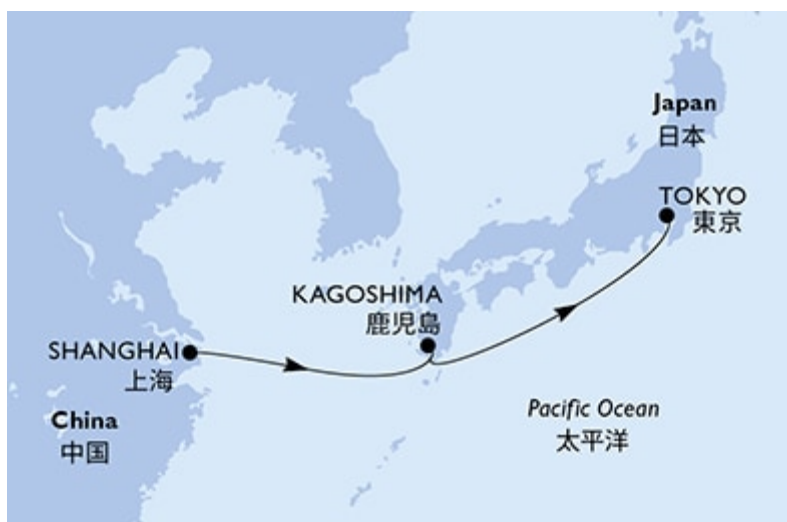 Japan
日本
TOKYO
東京
KAGOSHIMA
鹿児島
SHANGHAI
上海
China
中国
Pacific Ocean
太平洋